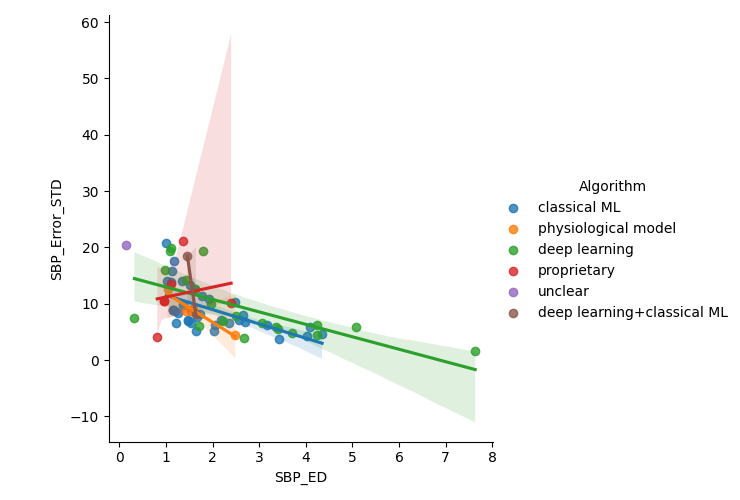 60
50
40
30
20
10
0
−10
SBP_Error_STD
0 1 2 3 4 5 6 7 8
SBP_ED
Algorithm
classical ML
physiological model
deep learning
proprietary
unclear
deep learning+classical ML